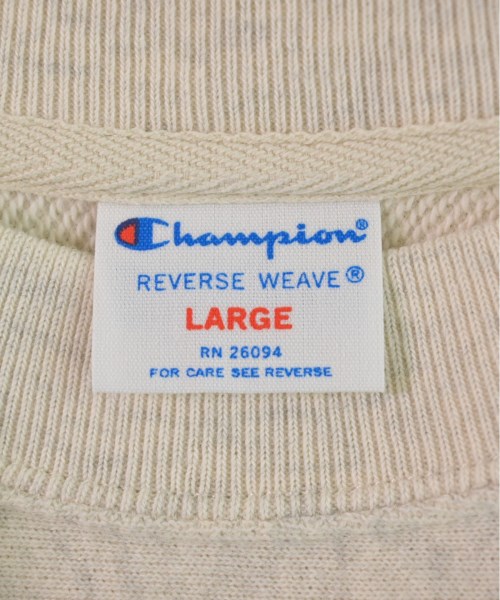 Champion®
REVERSE WEAVE®
LARGE
RN 26094
FOR CARE SEE REVERSE